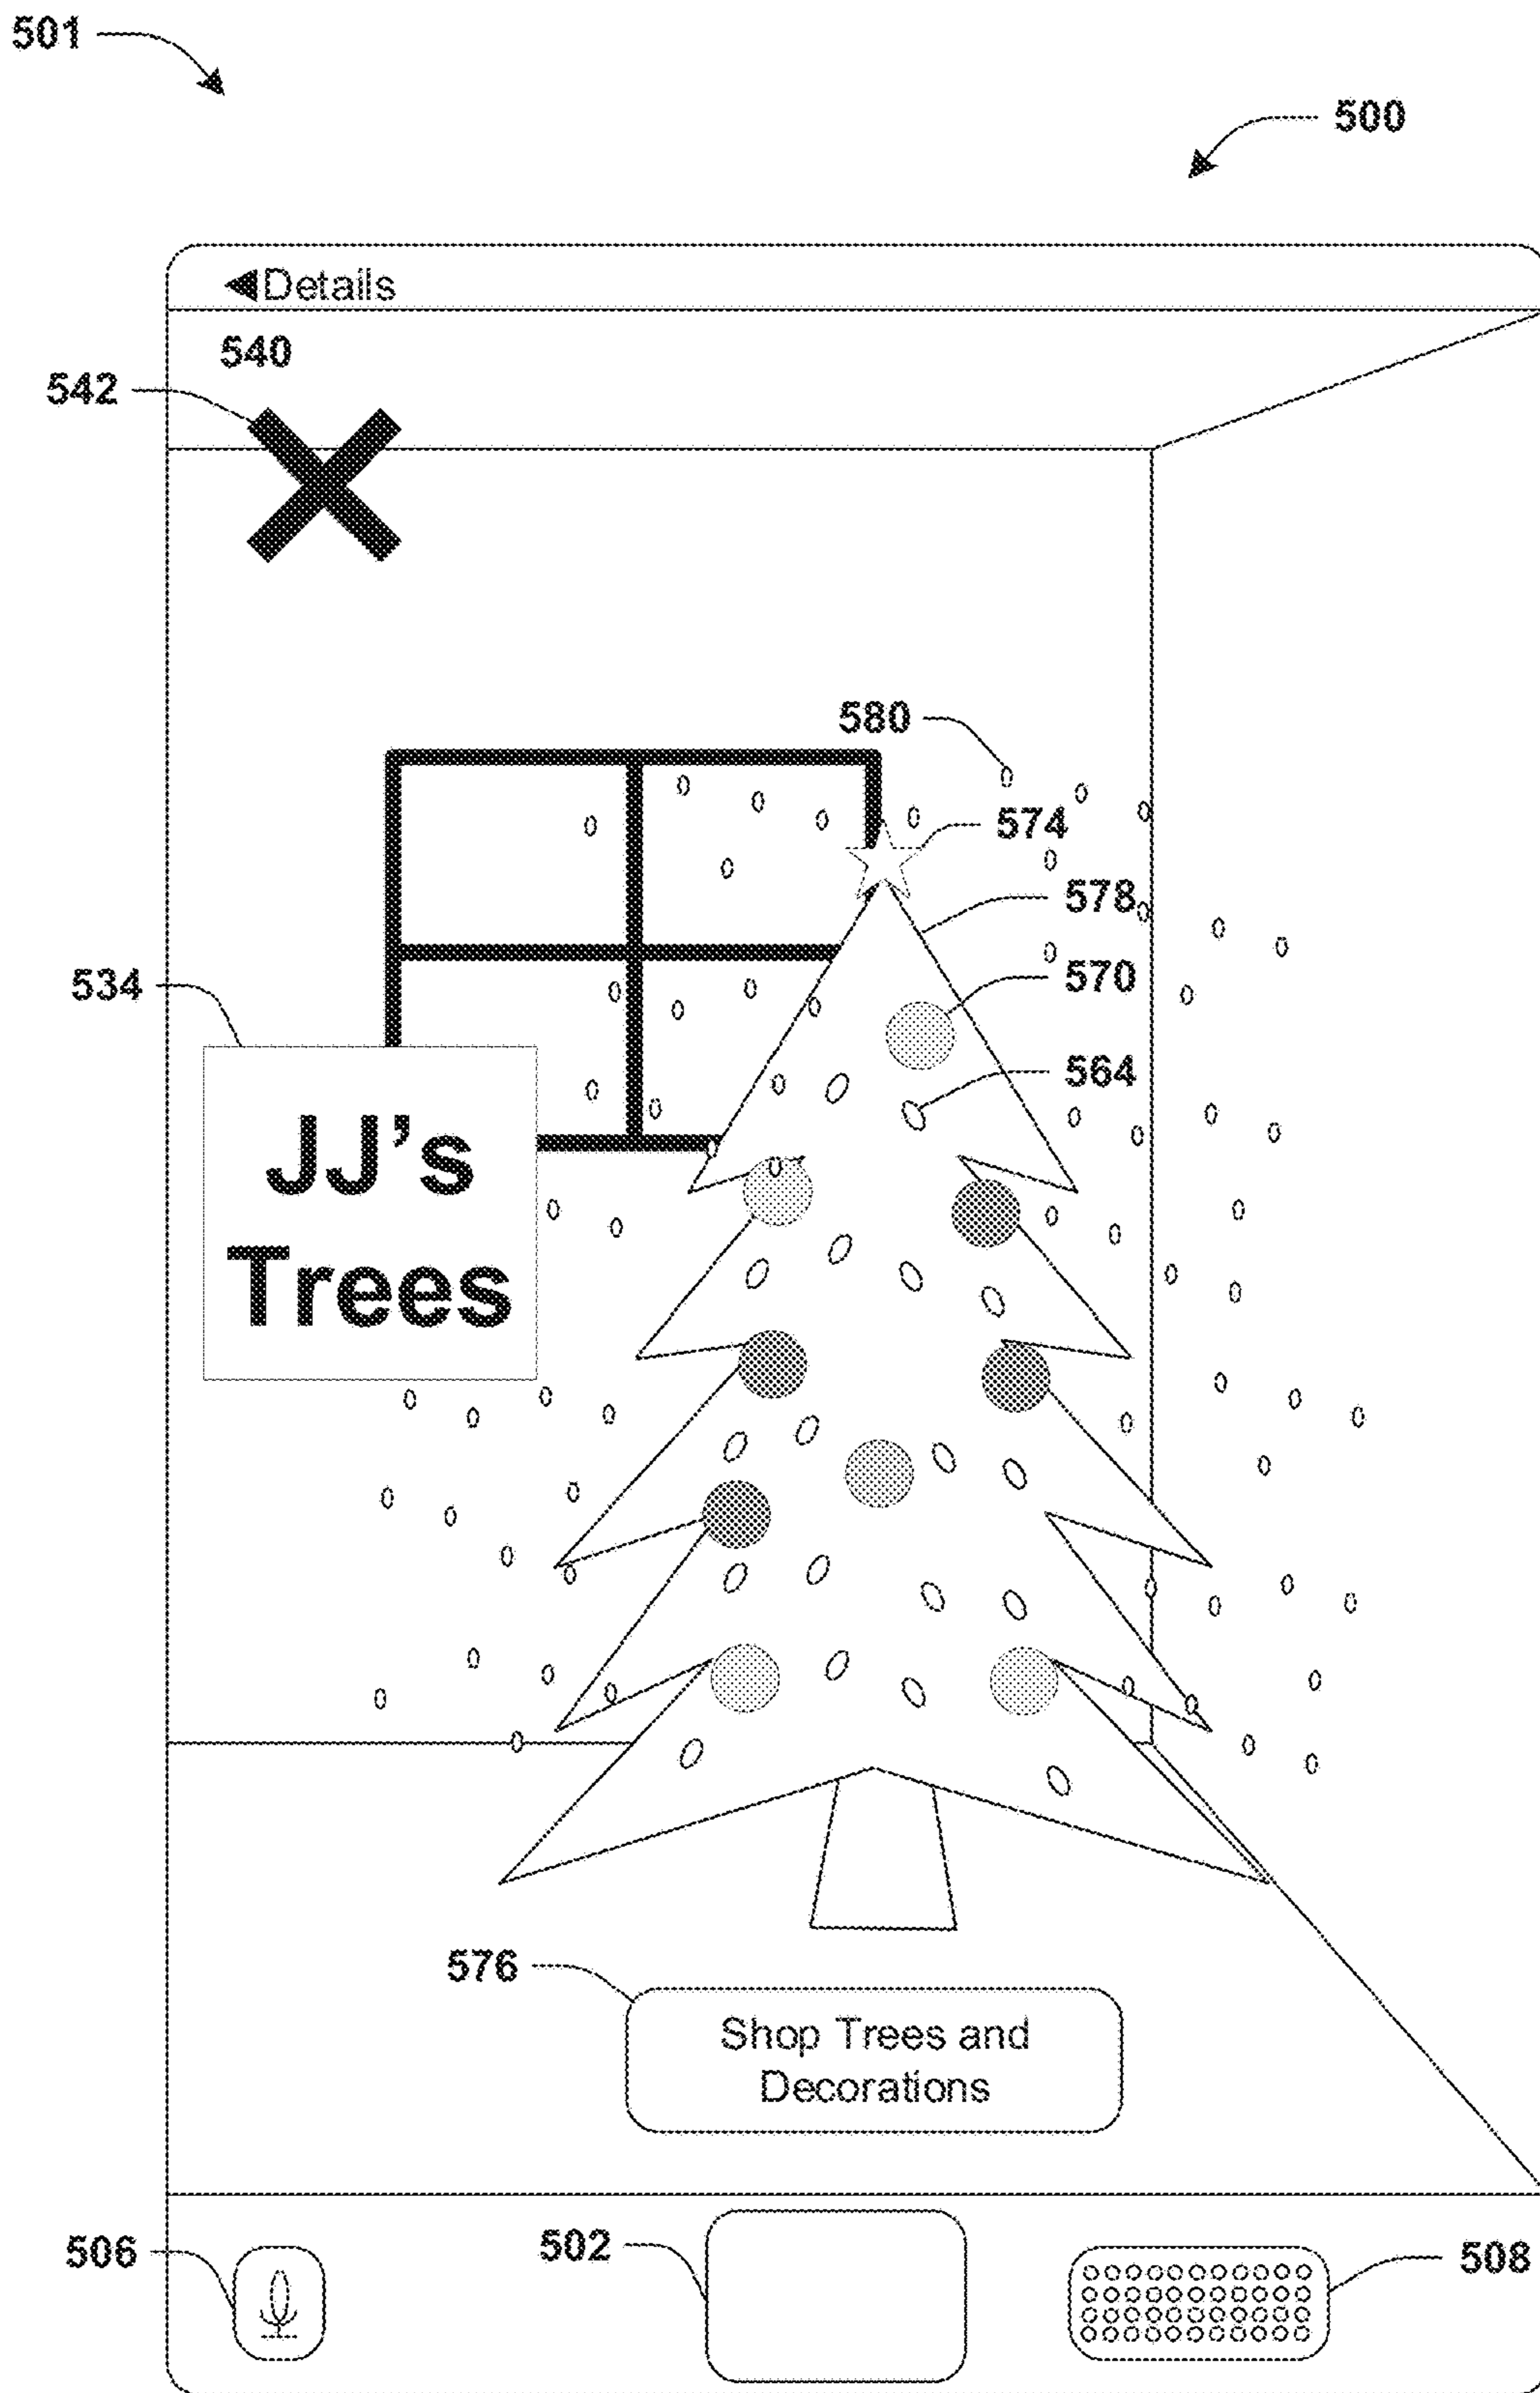 501
500
◀Details
540
542
580
574
578
570
534
564
JJ's
Trees
576
Shop Trees and
Decorations
506
502
508